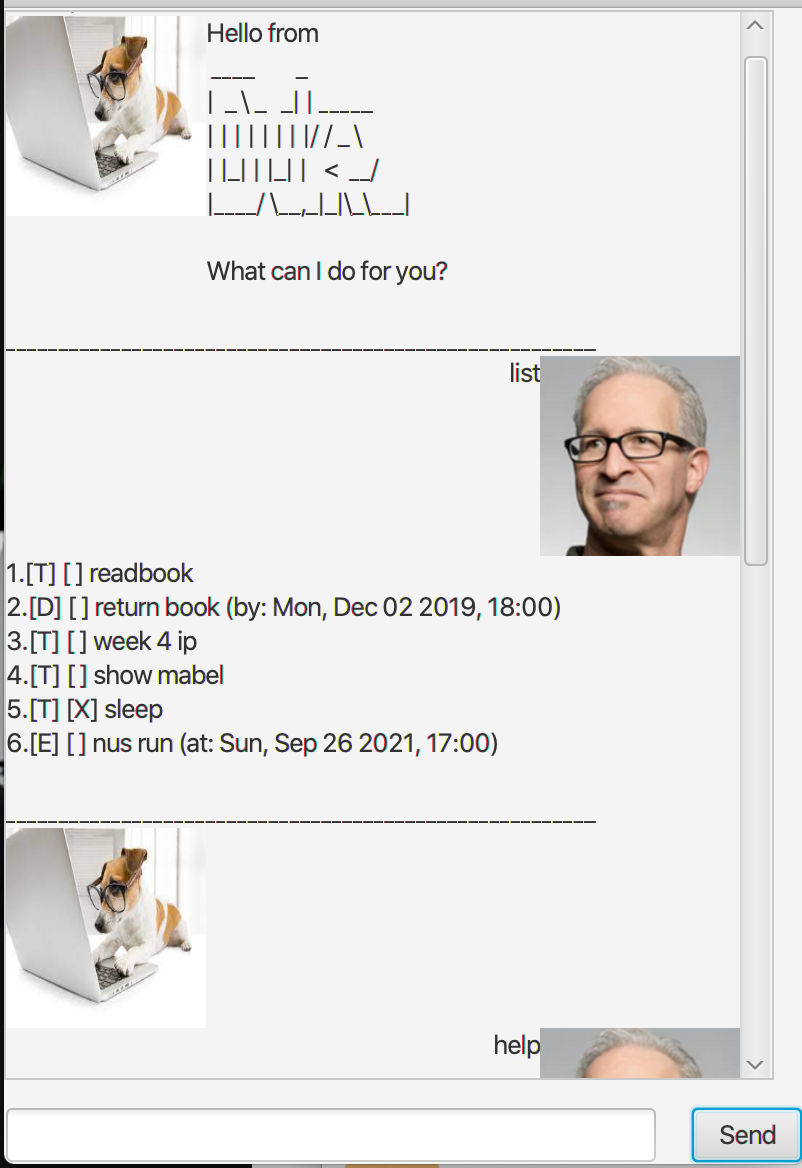 Hello from
 ____        _
|  _ \ _   _| | _____
| | | | | | | |/ / _ \
| |_| | |_| |   <  __/
|____/ \__,_|_|\_\___|
What can I do for you?
________________________________________________________
list
1.[T] [ ] readbook
2.[D] [ ] return book (by: Mon, Dec 02 2019, 18:00)
3.[T] [ ] week 4 ip
4.[T] [ ] show mabel
5.[T] [X] sleep
6.[E] [ ] nus run (at: Sun, Sep 26 2021, 17:00)
________________________________________________________
help
Send